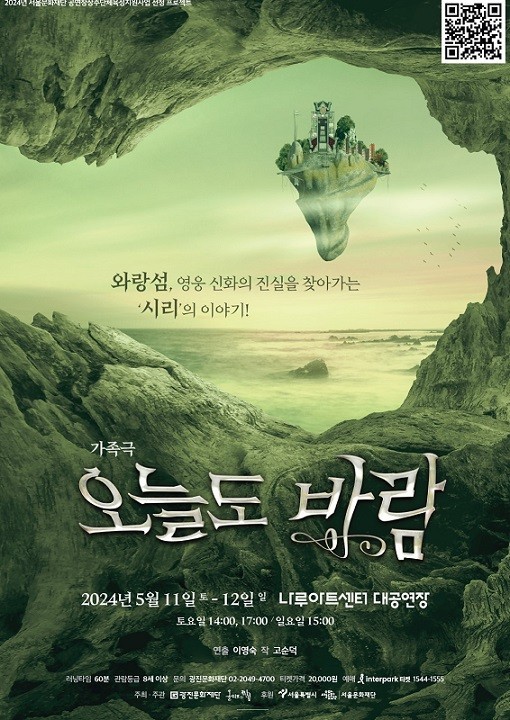 2024년 서울문화재단 공연장상주단체육성지원사업 선정 프로젝트
와랑섬, 영웅 신화의 진실을 찾아가는
‘시리’의 이야기!
가족극
오늘도 바람
2024년 5월 11일 토 - 12일 일 나루아트센터 대공연장
토요일 14:00, 17:00 / 일요일 15:00
연출 이영숙 작 고순덕
러닝타임 60분 관람등급 8세 이상 문의 광진문화재단 02-2049-4700 티켓가격 20,000원 예매 interpark 티켓 1544-1555
주최·주관 광진문화재단 후원 서울특별시 서울문화재단